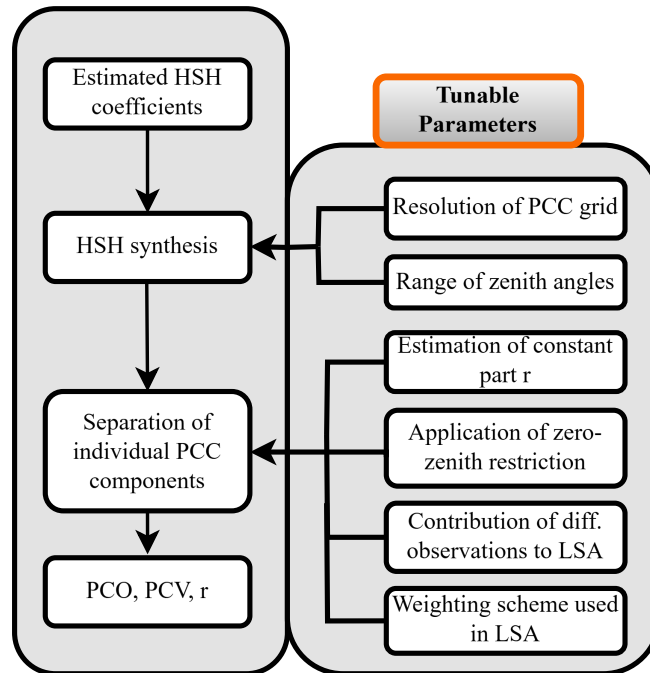 Estimated HSH
coefficients
HSH synthesis
Separation of
individual PCC
components
PCO, PCV, r
Tunable
Parameters
Resolution of PCC grid
Range of zenith angles
Estimation of constant
part r
Application of zero-
zenith restriction
Contribution of diff.
observations to LSA
Weighting scheme used
in LSA